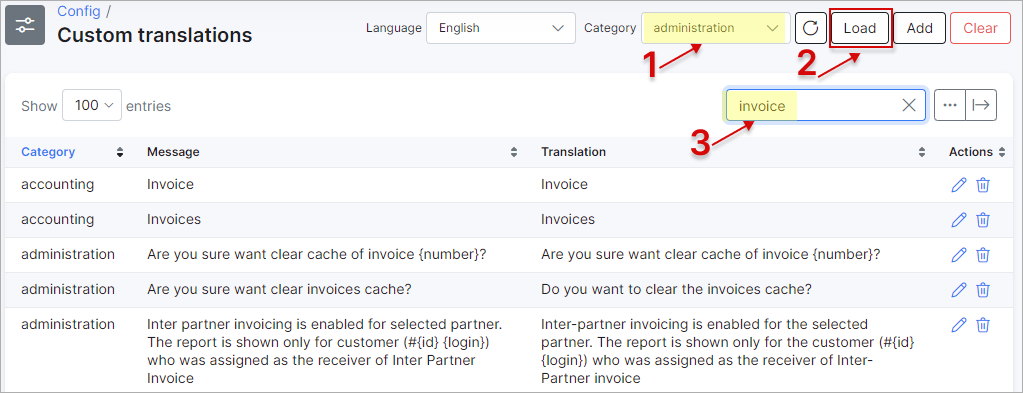 Config /
Custom translations
Language English Category administration Load Add Clear
1 2
Show 100 entries invoice ...
3
Category Message Translation Actions
accounting Invoice Invoice
accounting Invoices Invoices
administration Are you sure want clear cache of invoice {number}? Are you sure want clear cache of invoice {number}?
administration Are you sure want clear invoices cache? Do you want to clear the invoices cache?
administration Inter partner invoicing is enabled for selected partner. Inter-partner invoicing is enabled for the selected
The report is shown only for customer (#{id} {login}) partner. The report is shown only for the customer (#{id}
who was assigned as the receiver of Inter Partner {login}) who was assigned as the receiver of Inter-
Invoice Partner invoice